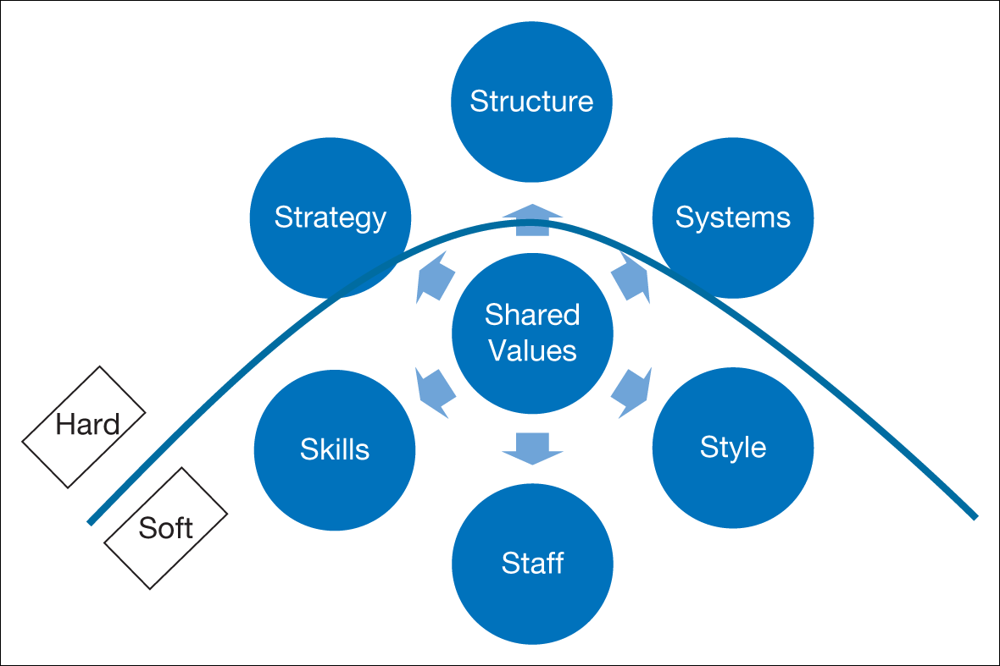 Structure
Strategy
Systems
Shared
Values
Hard
Skills
Style
Soft
Staff